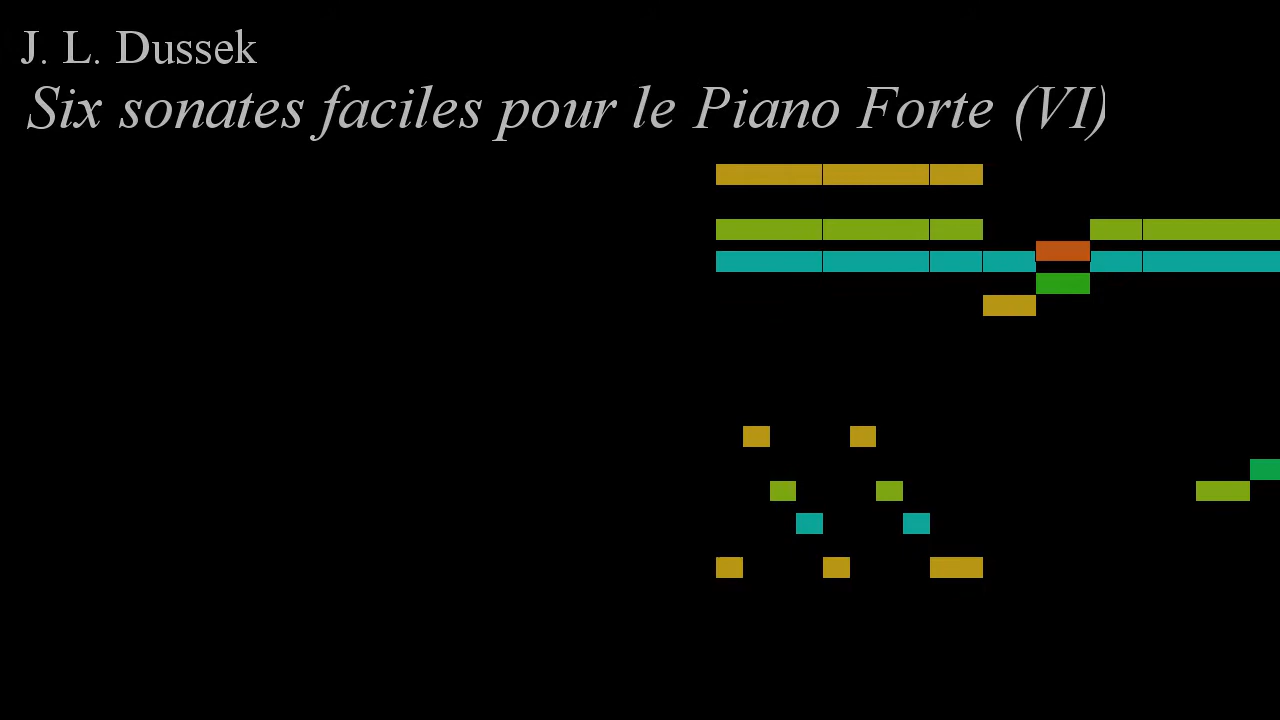 J. L. Dussek
Six sonates faciles pour le Piano Forte (VI)